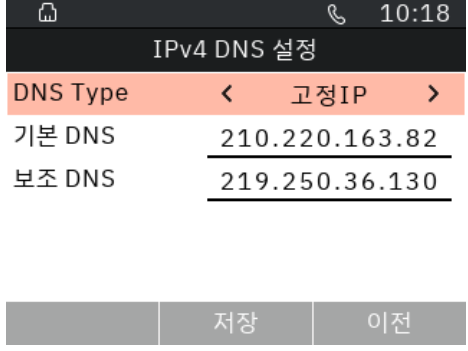 10:18
IPv4 DNS 설정
DNS Type < 고정IP >
기본 DNS 210.220.163.82
보조 DNS 219.250.36.130
저장 이전